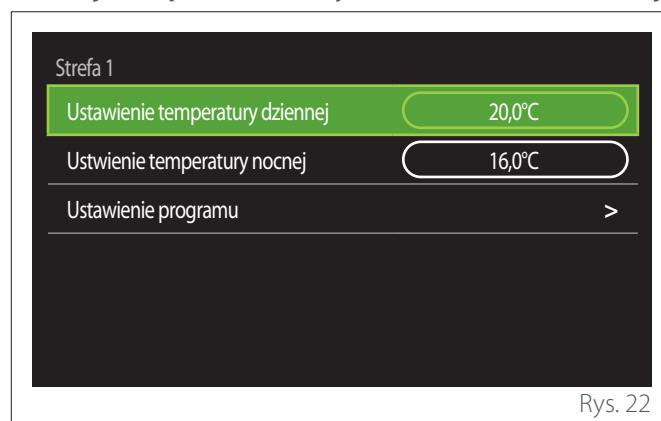 Strefa 1
Ustawienie temperatury dziennej 20,0°C
Ustwienie temperatury nocnej 16,0°C
Ustawienie programu >
Rys. 22